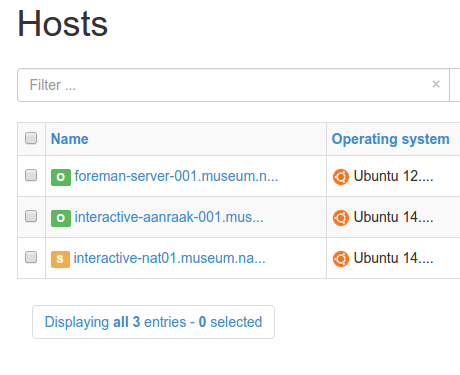 Hosts
Filter ... ×
Name Operating system
O foreman-server-001.museum.n... Ubuntu 12....
O interactive-aanraak-001.mus... Ubuntu 14....
S interactive-nat01.museum.na... Ubuntu 14....
Displaying all 3 entries - 0 selected